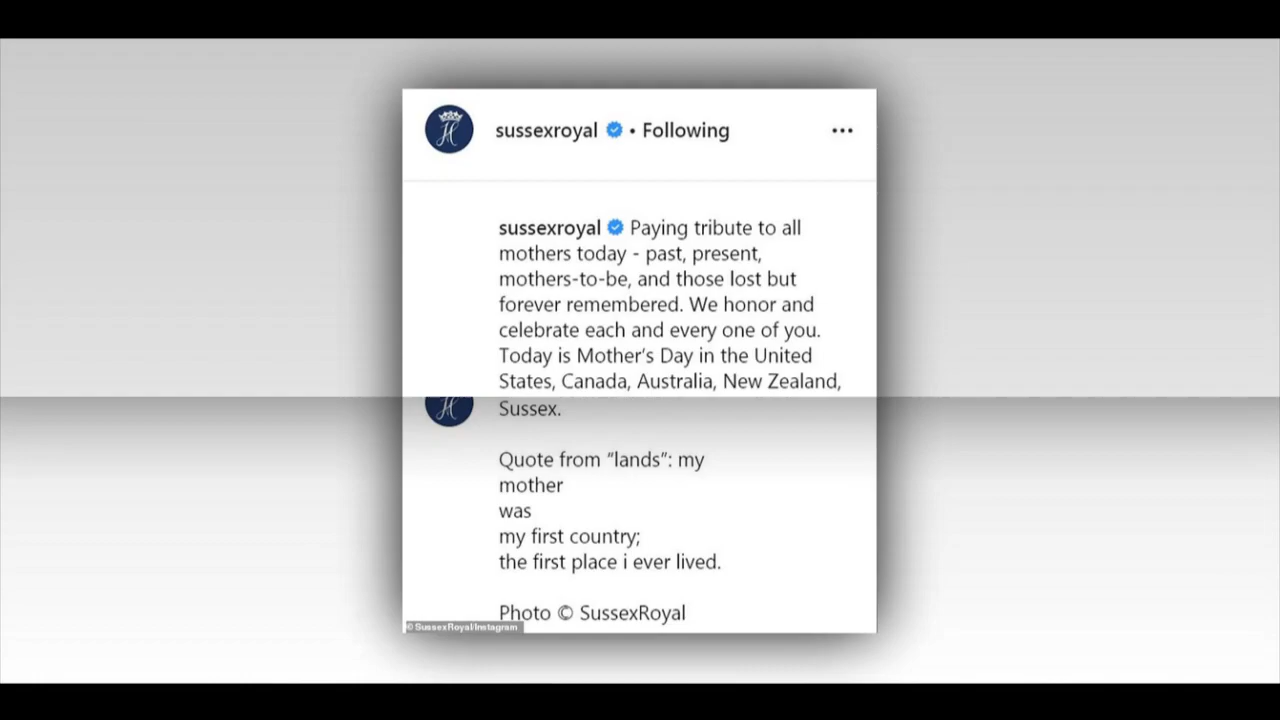 sussexroyal • Following •••
sussexroyal Paying tribute to all
mothers today - past, present,
mothers-to-be, and those lost but
forever remembered. We honor and
celebrate each and every one of you.
Today is Mother's Day in the United
States, Canada, Australia, New Zealand,
Sussex.
Quote from “lands”: my
mother
was
my first country;
the first place i ever lived.
Photo © SussexRoyal
© SussexRoyal/Instagram